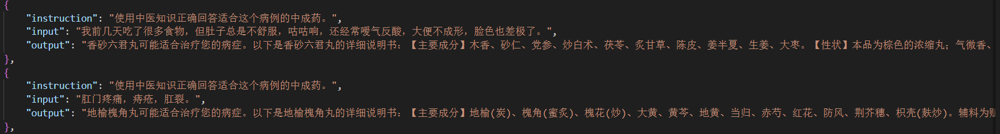 {
"instruction": "使用中医知识正确回答适合这个病例的中成药。",
"input": "我前几天吃了很多食物，但肚子总是不舒服，咕咕响，还经常嗳气反酸，大便不成形，脸色也差极了。",
"output": "香砂六君丸可能适合治疗您的病症。以下是香砂六君丸的详细说明书：【主要成分】木香、砂仁、党参、炒白术、茯苓、炙甘草、陈皮、姜半夏、生姜、大枣。【性状】本品为棕色的浓缩丸；气微香、
},
{
"instruction": "使用中医知识正确回答适合这个病例的中成药。",
"input": "肛门疼痛，痔疮，肛裂。",
"output": "地榆槐角丸可能适合治疗您的病症。以下是地榆槐角丸的详细说明书：【主要成分】地榆(炭)、槐角(蜜炙)、槐花(炒)、大黄、黄芩、地黄、当归、赤芍、红花、防风、荆芥穗、枳壳(麸炒)。辅料为
},